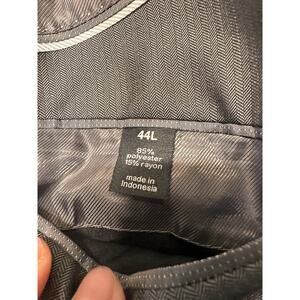 44L
85%
polyester
15% rayon
made in
Indonesia